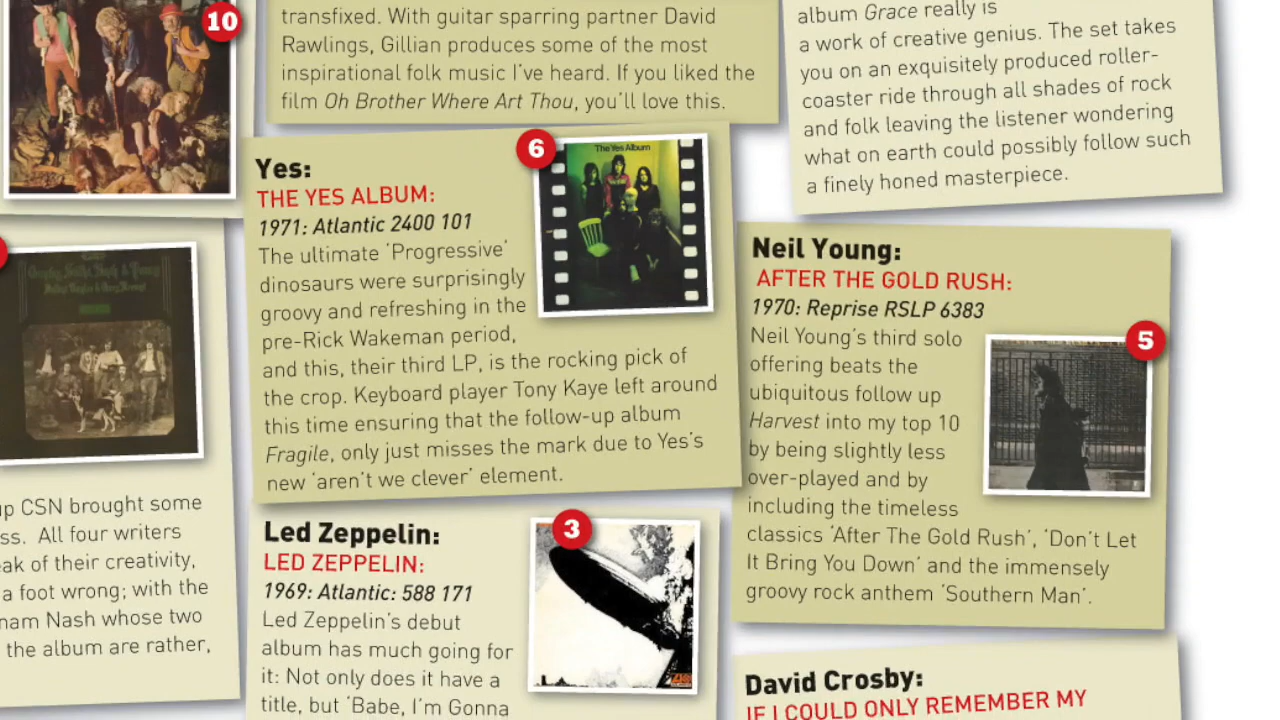 10
transfixed. With guitar sparring partner David
Rawlings, Gillian produces some of the most
inspirational folk music I've heard. If you liked the
film Oh Brother Where Art Thou, you'll love this.
album Grace really is
a work of creative genius. The set takes
you on an exquisitely produced roller-
coaster ride through all shades of rock
and folk leaving the listener wondering
what on earth could possibly follow such
a finely honed masterpiece.
6
The Yes Album
Yes:
THE YES ALBUM:
1971: Atlantic 2400 101
The ultimate 'Progressive'
dinosaurs were surprisingly
groovy and refreshing in the
pre-Rick Wakeman period,
and this, their third LP, is the rocking pick of
the crop. Keyboard player Tony Kaye left around
this time ensuring that the follow-up album
Fragile, only just misses the mark due to Yes's
new 'aren't we clever' element.
Neil Young:
AFTER THE GOLD RUSH:
1970: Reprise RSLP 6383
5
Neil Young's third solo
offering beats the
ubiquitous follow up
Harvest into my top 10
by being slightly less
over-played and by
including the timeless
classics 'After The Gold Rush', 'Don't Let
It Bring You Down' and the immensely
groovy rock anthem 'Southern Man'.
Crosby, Stills, Nash & Young
up CSN brought some
ss. All four writers
eak of their creativity,
a foot wrong; with the
ham Nash whose two
the album are rather,
3
Led Zeppelin:
LED ZEPPELIN:
1969: Atlantic: 588 171
Led Zeppelin's debut
album has much going for
it: Not only does it have a
title, but 'Babe, I'm Gonna
David Crosby:
IF I COULD ONLY REMEMBER MY